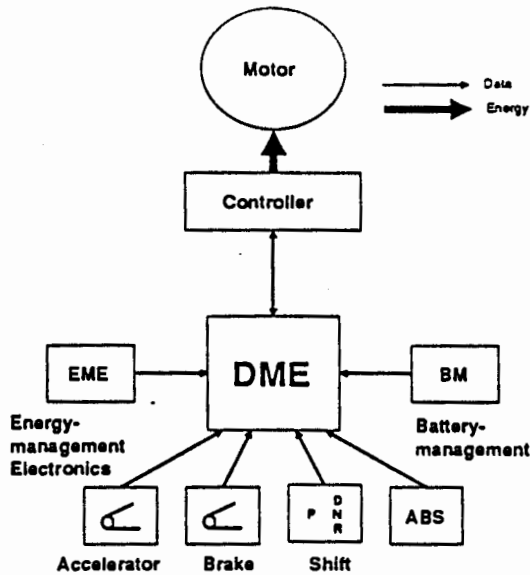 Motor
Data
Energy
Controller
EME
DME
BM
Energy-
management
Electronics
Battery-
management
P
D
N
R
ABS
Accelerator
Brake
Shift